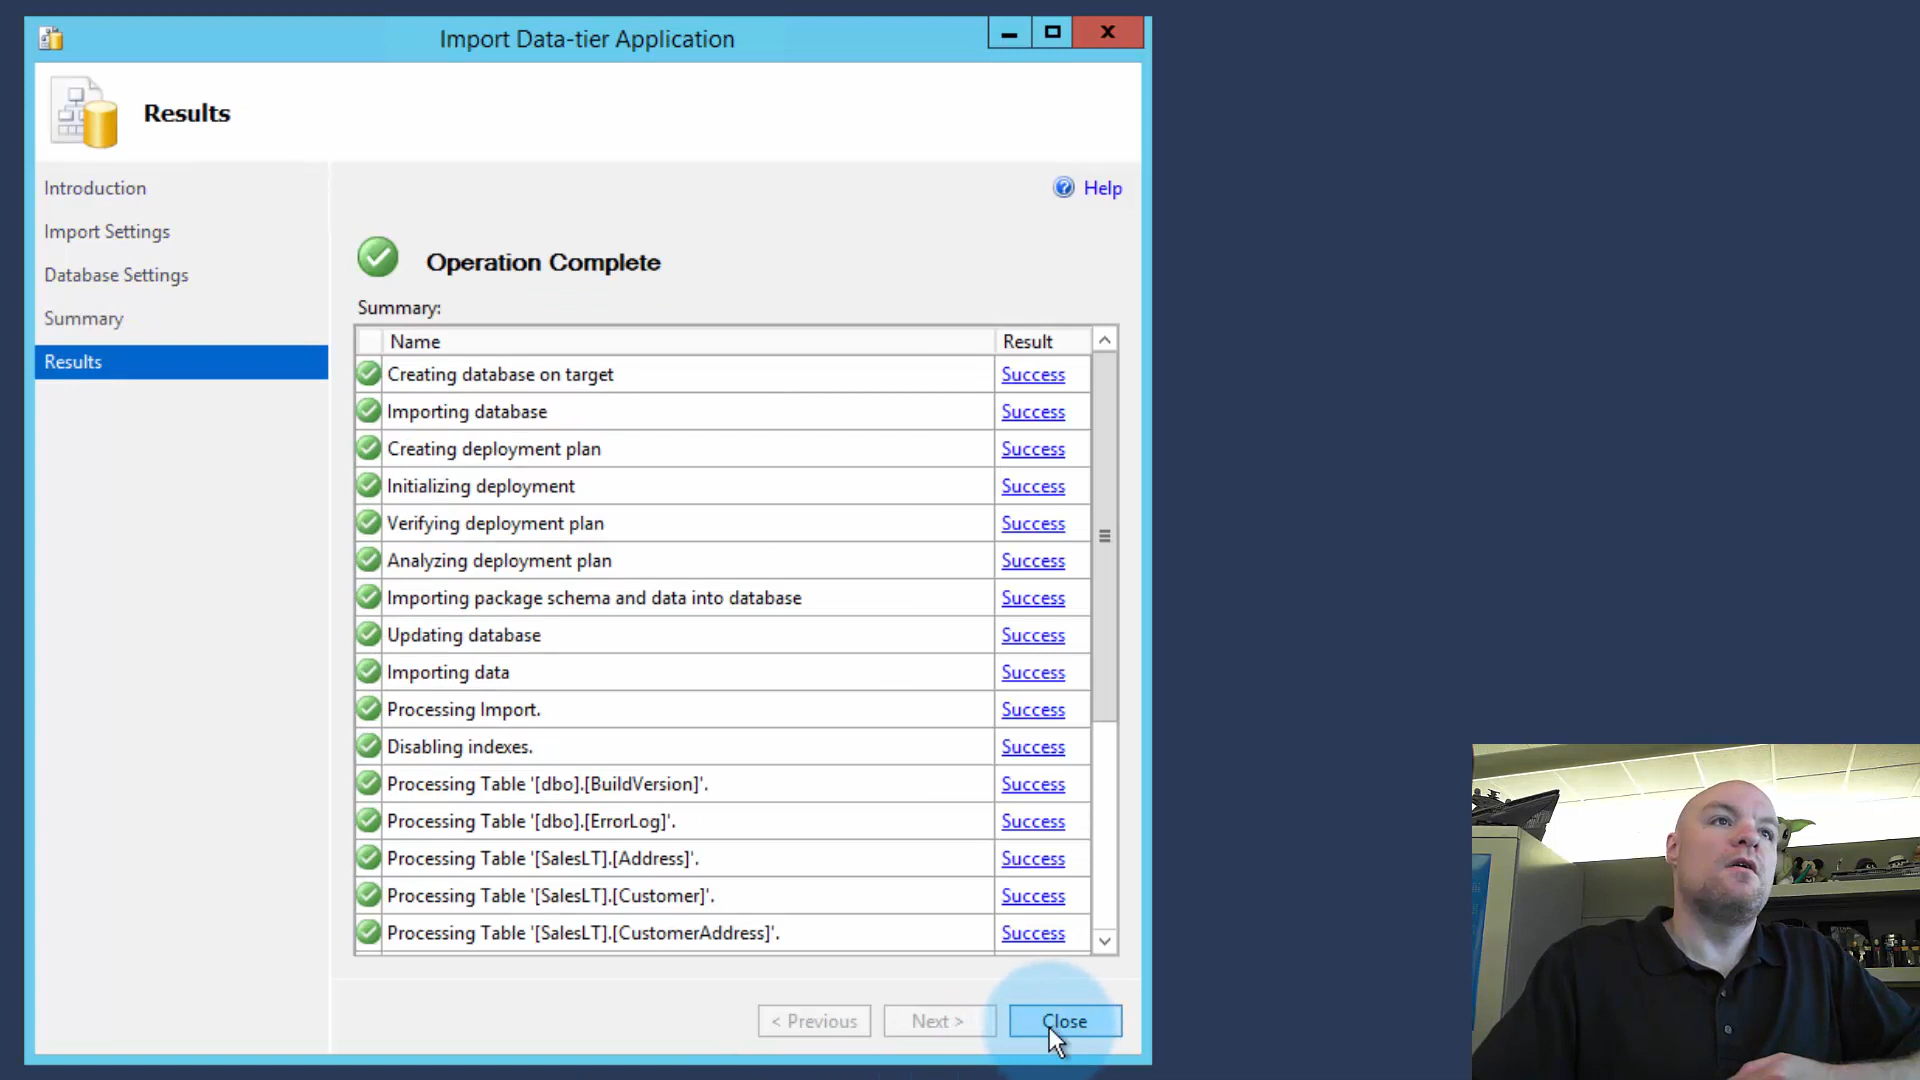 Import Data-tier Application
Results
Introduction
Import Settings
Database Settings
Summary
Results
Help
Operation Complete
Summary:
Name Result
Creating database on target Success
Importing database Success
Creating deployment plan Success
Initializing deployment Success
Verifying deployment plan Success
Analyzing deployment plan Success
Importing package schema and data into database Success
Updating database Success
Importing data Success
Processing Import. Success
Disabling indexes. Success
Processing Table '[dbo].[BuildVersion]'. Success
Processing Table '[dbo].[ErrorLog]'. Success
Processing Table '[SalesLT].[Address]'. Success
Processing Table '[SalesLT].[Customer]'. Success
Processing Table '[SalesLT].[CustomerAddress]'. Success
< Previous Next > Close